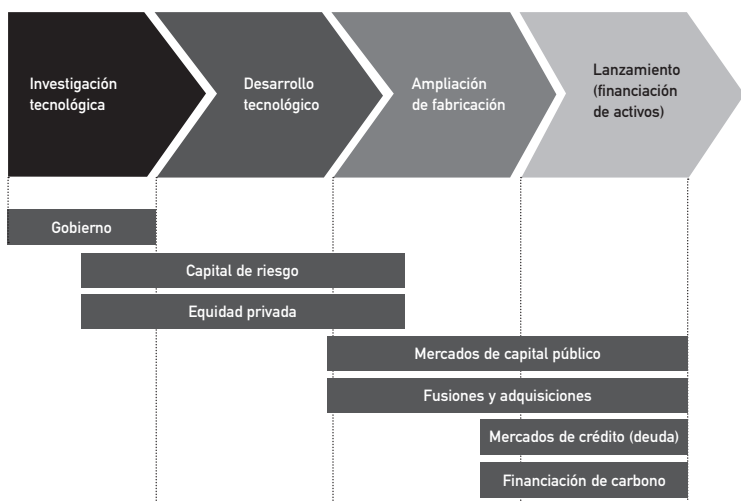 Investigación
tecnológica
Desarrollo
tecnológico
Ampliación
de fabricación
Lanzamiento
(financiación
de activos)
Gobierno
Capital de riesgo
Equidad privada
Mercados de capital público
Fusiones y adquisiciones
Mercados de crédito (deuda)
Financiación de carbono